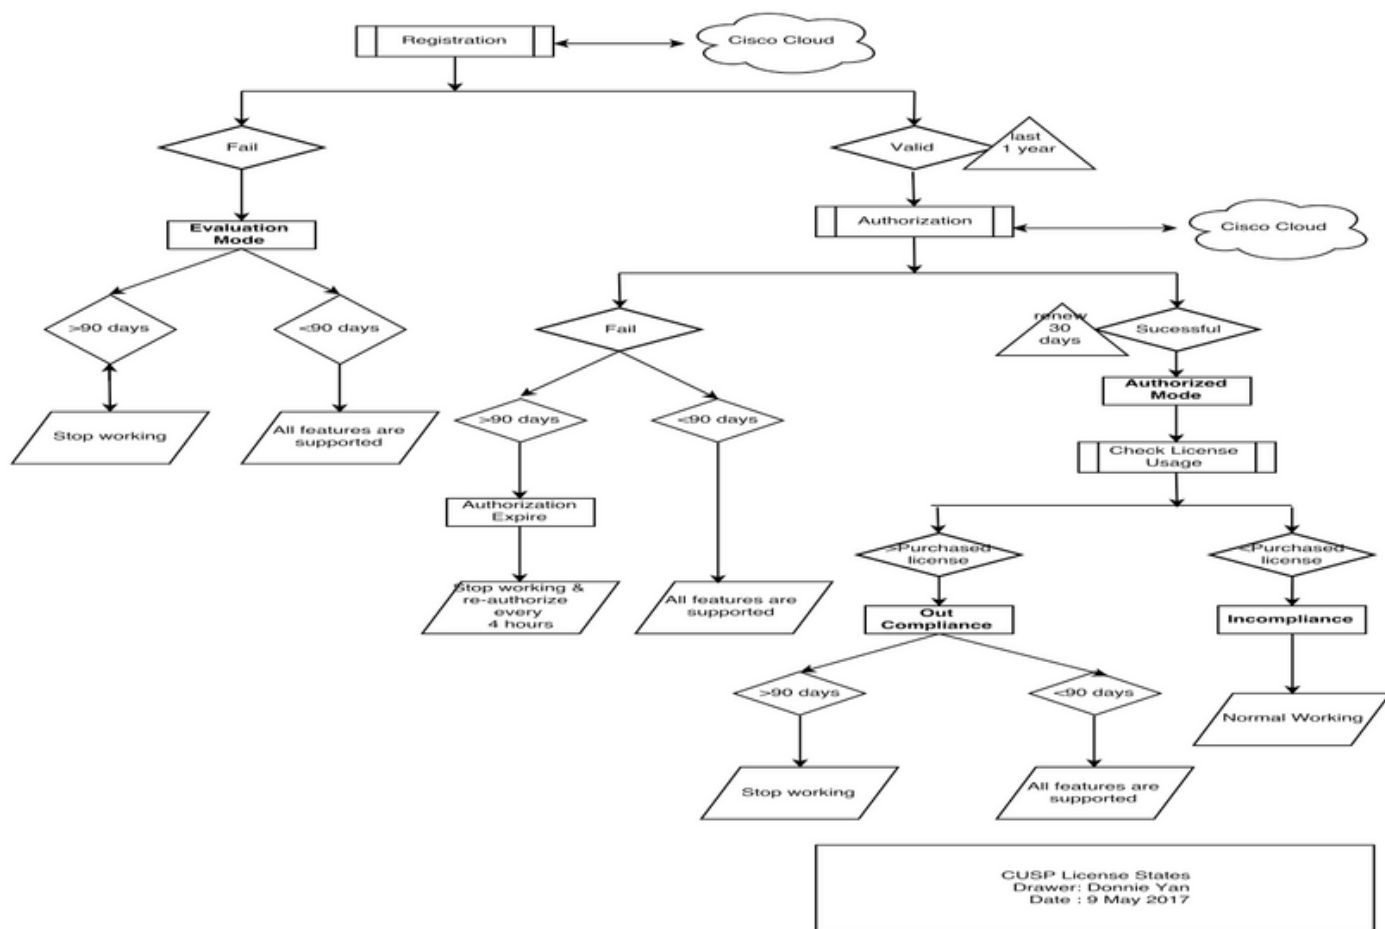 Registration
Cisco Cloud
Fail
Valid
last
1 year
Evaluation
Mode
Authorization
Cisco Cloud
>90 days
<90 days
Fail
renew
30
days
Sucessful
Authorized
Mode
Stop working
All features are
supported
>90 days
<90 days
Check License
Usage
Authorization
Expire
>Purchased
license
<Purchased
license
Stop working &
re-authorize
every
4 hours
All features are
supported
Out
Compliance
Incompliance
>90 days
<90 days
Normal Working
Stop working
All features are
supported
CUSP License States
Drawer: Donnie Yan
Date : 9 May 2017